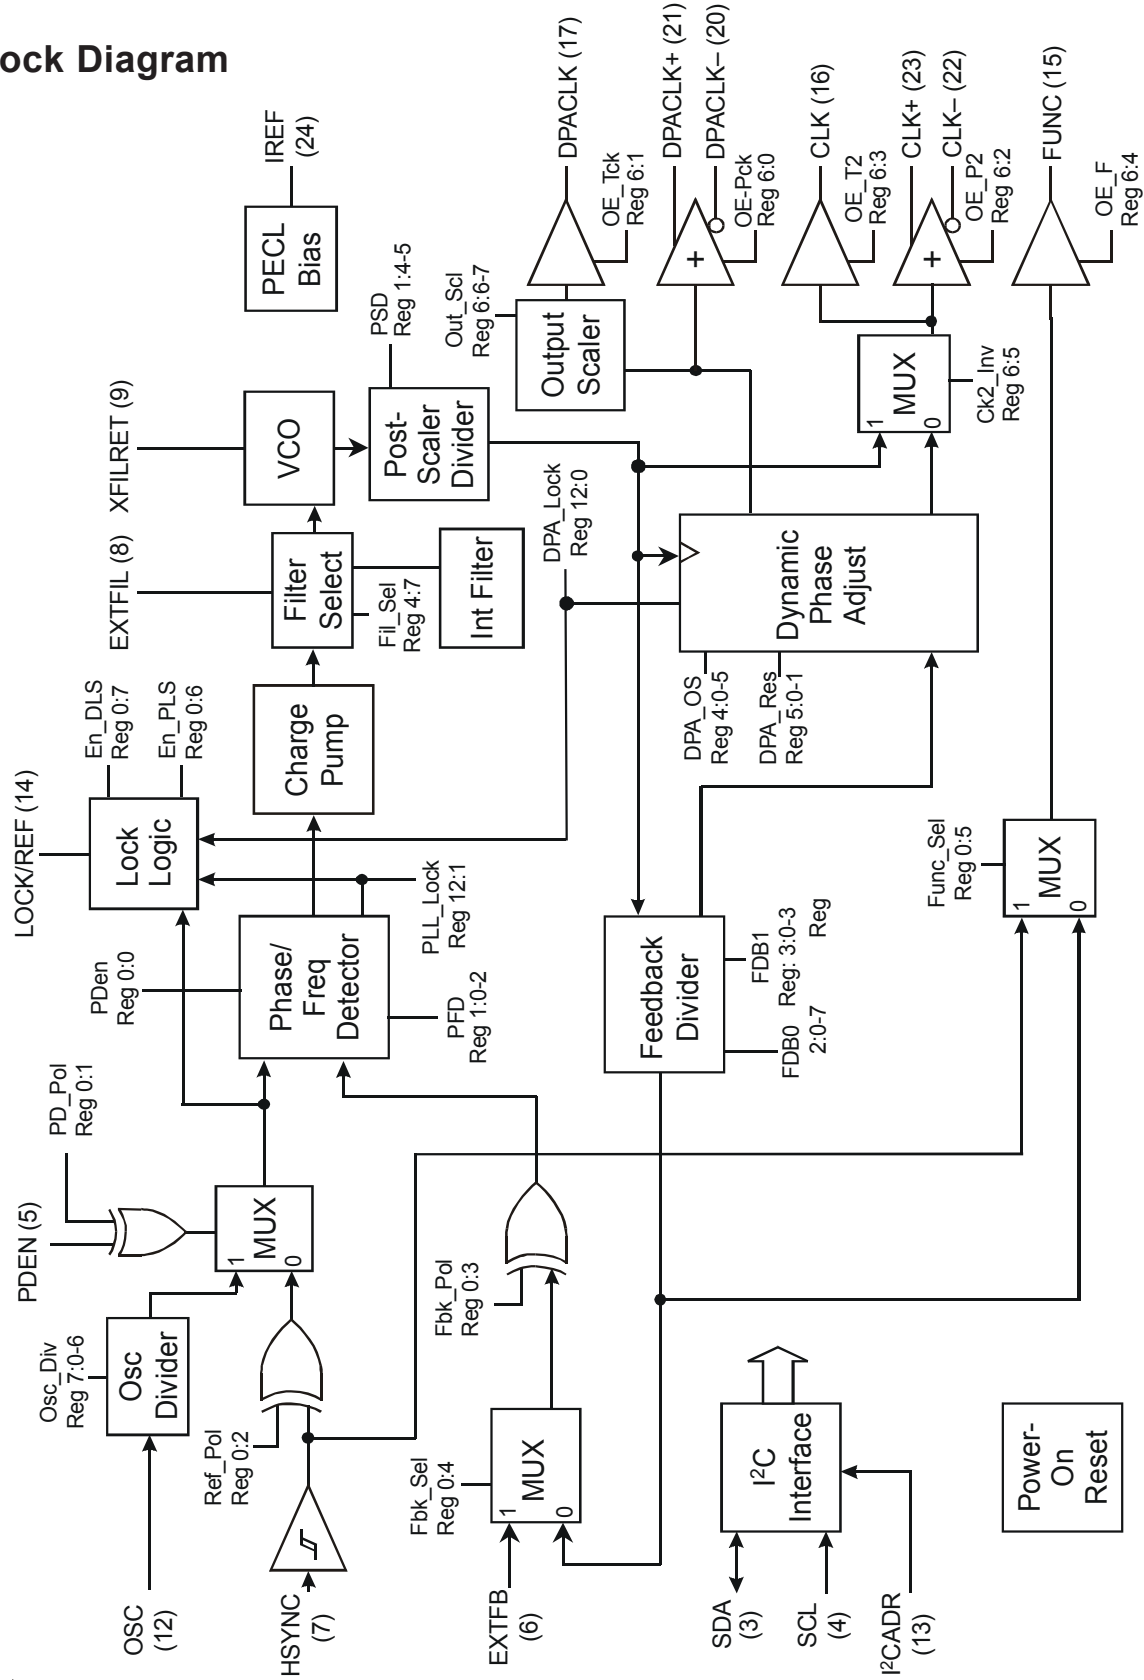 ock Diagram
OSC
(12)
Osc_Div
Reg 7:0-6
Osc
Divider
PDEN (5)
PD_Pol
Reg 0:1
1
MUX
0
HSYNC
(7)
Ref_Pol
Reg 0:2
LOCK/REF (14)
En_DLS
Reg 0:7
En_PLS
Reg 0:6
Lock
Logic
PDen
Reg 0:0
Phase/
Freq
Detector
PLL_Lock
Reg 12:1
PFD
Reg 1:0-2
Charge
Pump
EXTFIL (8)
XFILRET (9)
Filter
Select
Fil_Sel
Reg 4:7
Int Filter
VCO
Post-
Scaler
Divider
PSD
Reg 1:4-5
PECL
Bias
IREF
(24)
EXTFB
(6)
Fbk_Sel
Reg 0:4
1
MUX
0
Fbk_Pol
Reg 0:3
Feedback
Divider
FDB0
2:0-7
FDB1
Reg: 3:0-3
Reg
DPA_Lock
Reg 12:0
DPA_OS
Reg 4:0-5
DPA_Res
Reg 5:0-1
Dynamic
Phase
Adjust
Out_Scl
Reg 6:6-7
Output
Scaler
DPACLK (17)
OE_Tck
Reg 6:1
DPACLK+ (21)
DPACLK– (20)
+
OE-Pck
Reg 6:0
1
MUX
0
Ck2_Inv
Reg 6:5
CLK (16)
OE_T2
Reg 6:3
CLK+ (23)
CLK– (22)
+
OE_P2
Reg 6:2
Func_Sel
Reg 0:5
1
MUX
0
FUNC (15)
OE_F
Reg 6:4
SDA
(3)
SCL
(4)
I²CADR
(13)
I²C
Interface
Power-
On
Reset